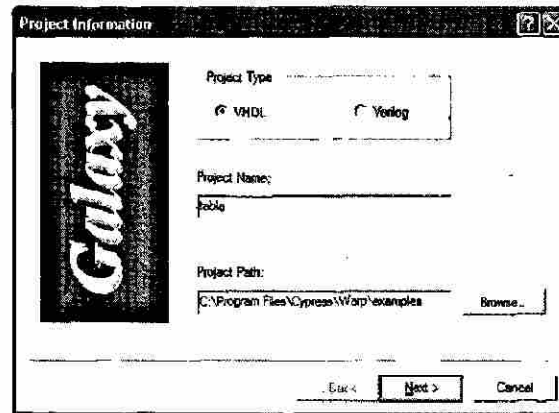 Project Information
Galaxy
Project Type
VHDL Verilog
Project Name:
table
Project Path:
C:\Program Files\Cypress\Warp\examples Browse...
< Back Next > Cancel